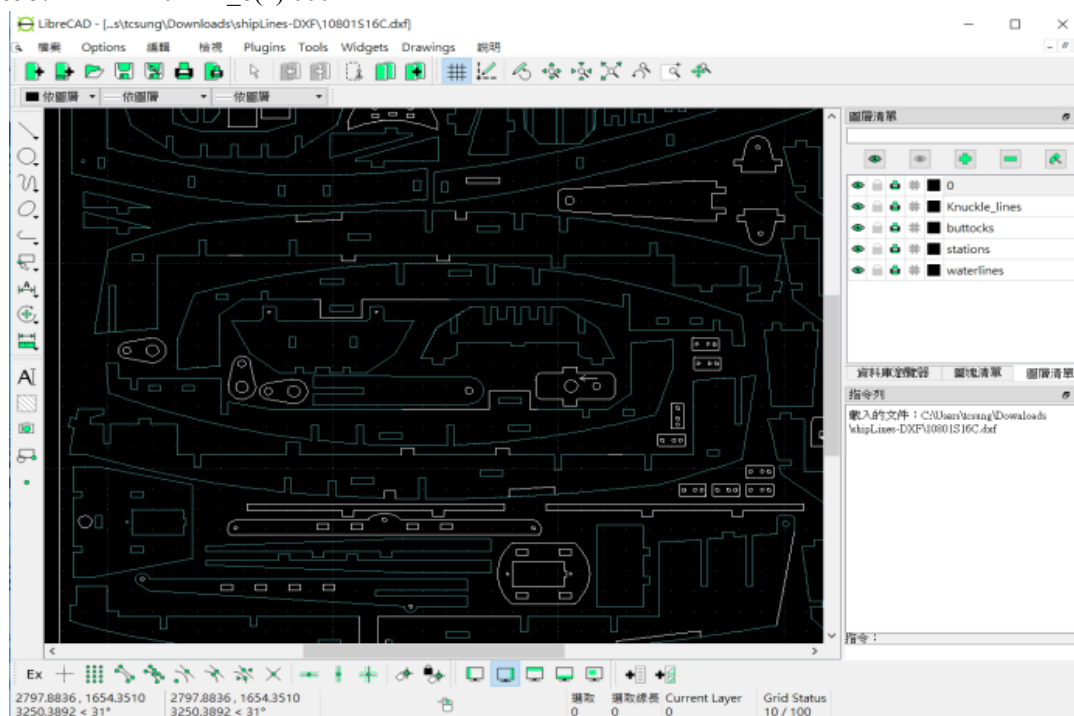 LibreCAD - [...s\tcsung\Downloads\shipLines-DXF\10801S16C.dxf]
檔案 Options 編輯 檢視 Plugins Tools Widgets Drawings 說明
依圖層 依圖層 依圖層
圖層清單
0
Knuckle_lines
buttocks
stations
waterlines
資料庫瀏覽器 圖塊清單 圖層清單
指令列
載入的文件：C:\Users\tcsung\Downloads
\shipLines-DXF\10801S16C.dxf
指令：
Ex
2797.8836 , 1654.3510 2797.8836 , 1654.3510 選取 選取線長 Current Layer Grid Status
3250.3892 < 31° 3250.3892 < 31° 0 0 0 10 / 100